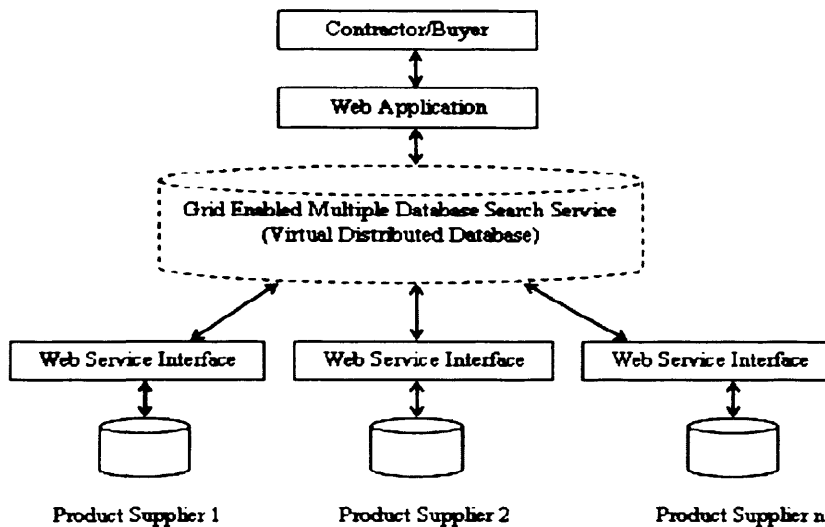 Contractor/Buyer
Web Application
Grid Enabled Multiple Database Search Service
(Virtual Distributed Database)
Web Service Interface
Web Service Interface
Web Service Interface
Product Supplier 1
Product Supplier 2
Product Supplier n